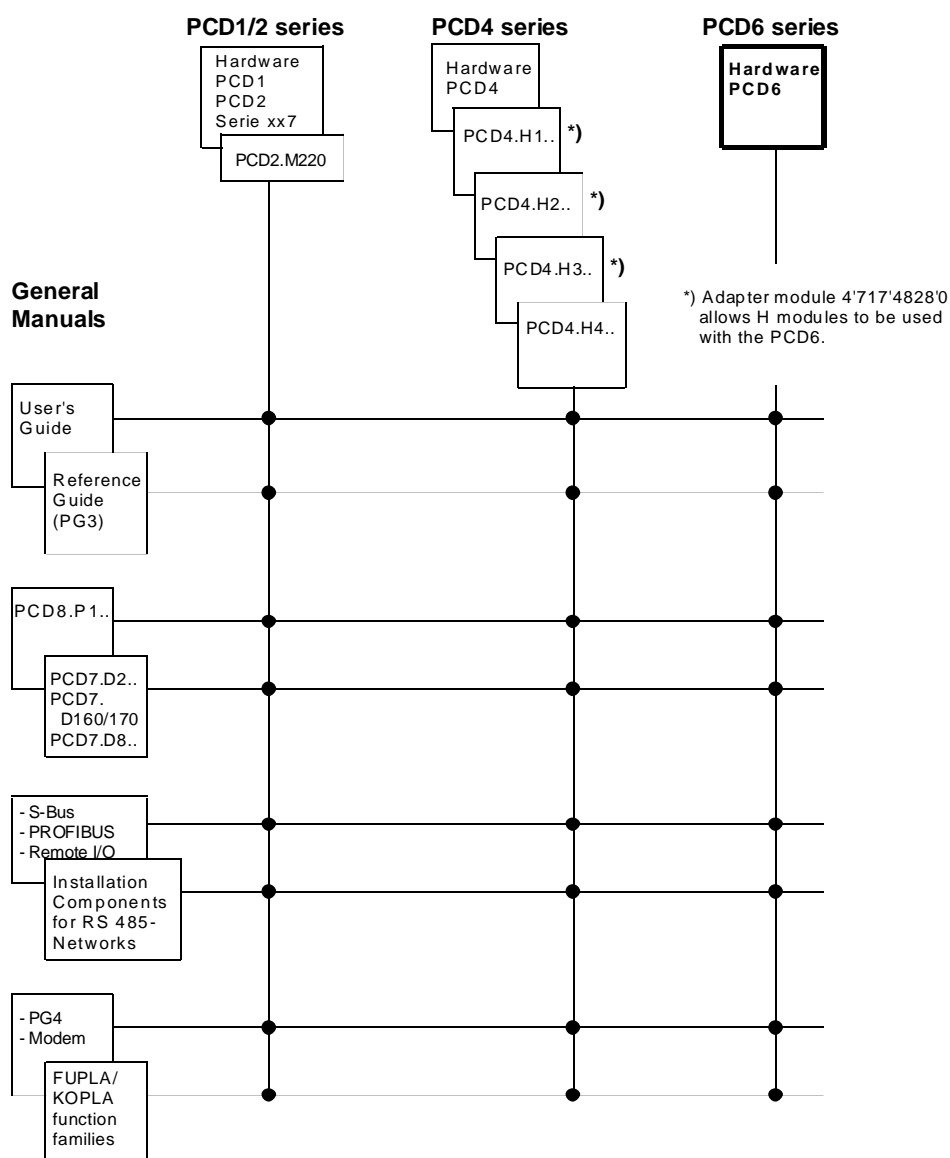 PCD1/2 series
PCD4 series
PCD6 series
Hardware
PCD1
PCD2
Serie xx7
PCD2.M220
Hardware
PCD4
PCD4.H1.. *)
PCD4.H2.. *)
PCD4.H3.. *)
PCD4.H4..
Hardware
PCD6
*) Adapter module 4'717'4828'0
allows H modules to be used
with the PCD6.
General
Manuals
User's
Guide
Reference
Guide
(PG3)
PCD8.P1..
PCD7.D2..
PCD7.
D160/170
PCD7.D8..
- S-Bus
- PROFIBUS
- Remote I/O
Installation
Components
for RS 485-
Networks
- PG4
- Modem
FUPLA/
KOPLA
function
families